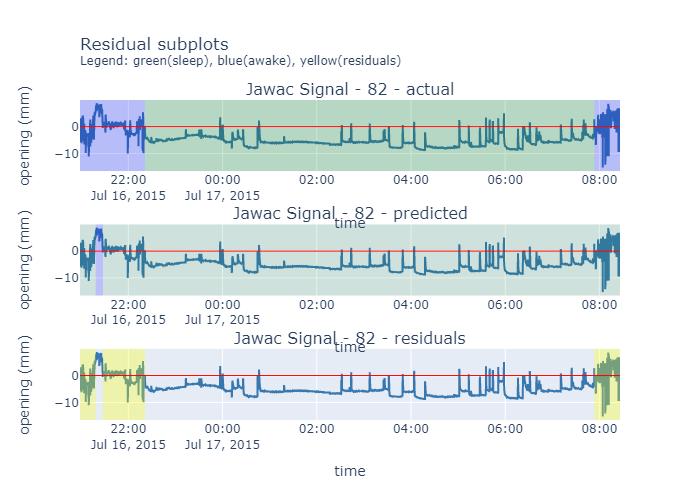 Residual subplots
Legend: green(sleep), blue(awake), yellow(residuals)
Jawac Signal - 82 - actual
opening (mm)
0
−10
22:00 00:00 02:00 04:00 06:00 08:00
Jul 16, 2015 Jul 17, 2015
time
Jawac Signal - 82 - predicted
opening (mm)
0
−10
22:00 00:00 02:00 04:00 06:00 08:00
Jul 16, 2015 Jul 17, 2015
time
Jawac Signal - 82 - residuals
opening (mm)
0
−10
22:00 00:00 02:00 04:00 06:00 08:00
Jul 16, 2015 Jul 17, 2015
time